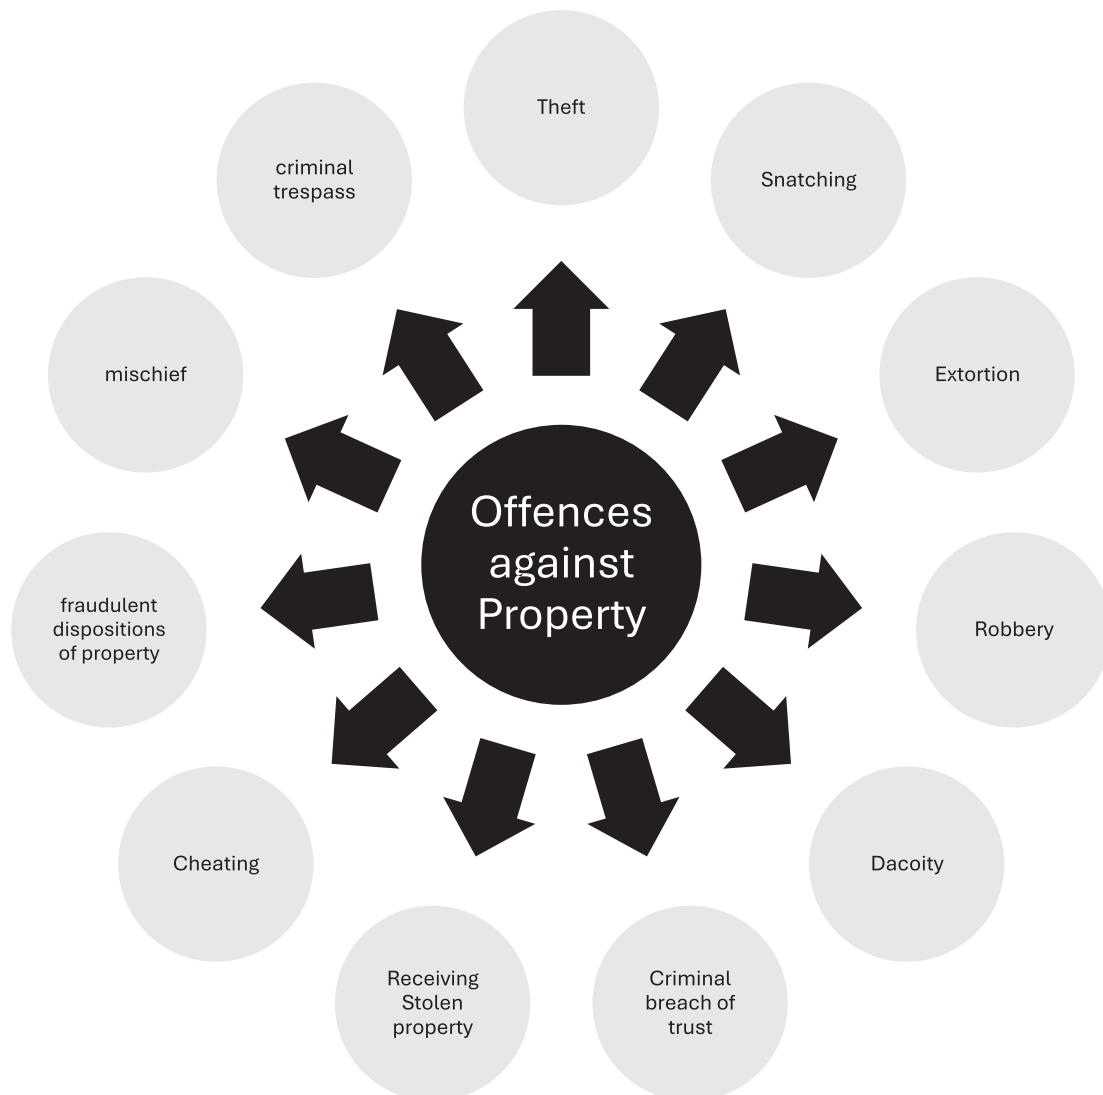 Theft
Snatching
Extortion
Robbery
Dacoity
Criminal
breach of
trust
Receiving
Stolen
property
Cheating
fraudulent
dispositions
of property
mischief
criminal
trespass
Offences
against
Property